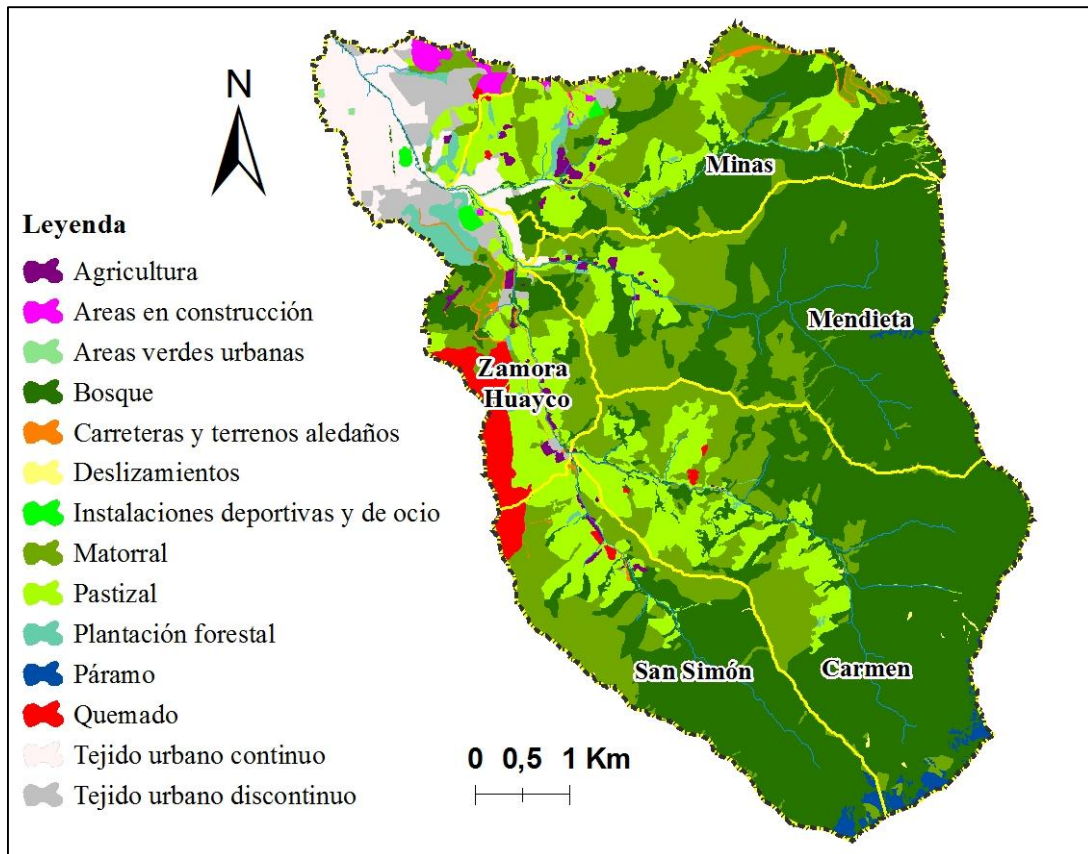 N
Leyenda
Agricultura
Areas en construcción
Areas verdes urbanas
Bosque
Carreteras y terrenos aledaños
Deslizamientos
Instalaciones deportivas y de ocio
Matorral
Pastizal
Plantación forestal
Páramo
Quemado
Tejido urbano continuo
Tejido urbano discontinuo
Minas
Mendieta
Zamora
Huayco
San Simón
Carmen
0 0,5 1 Km